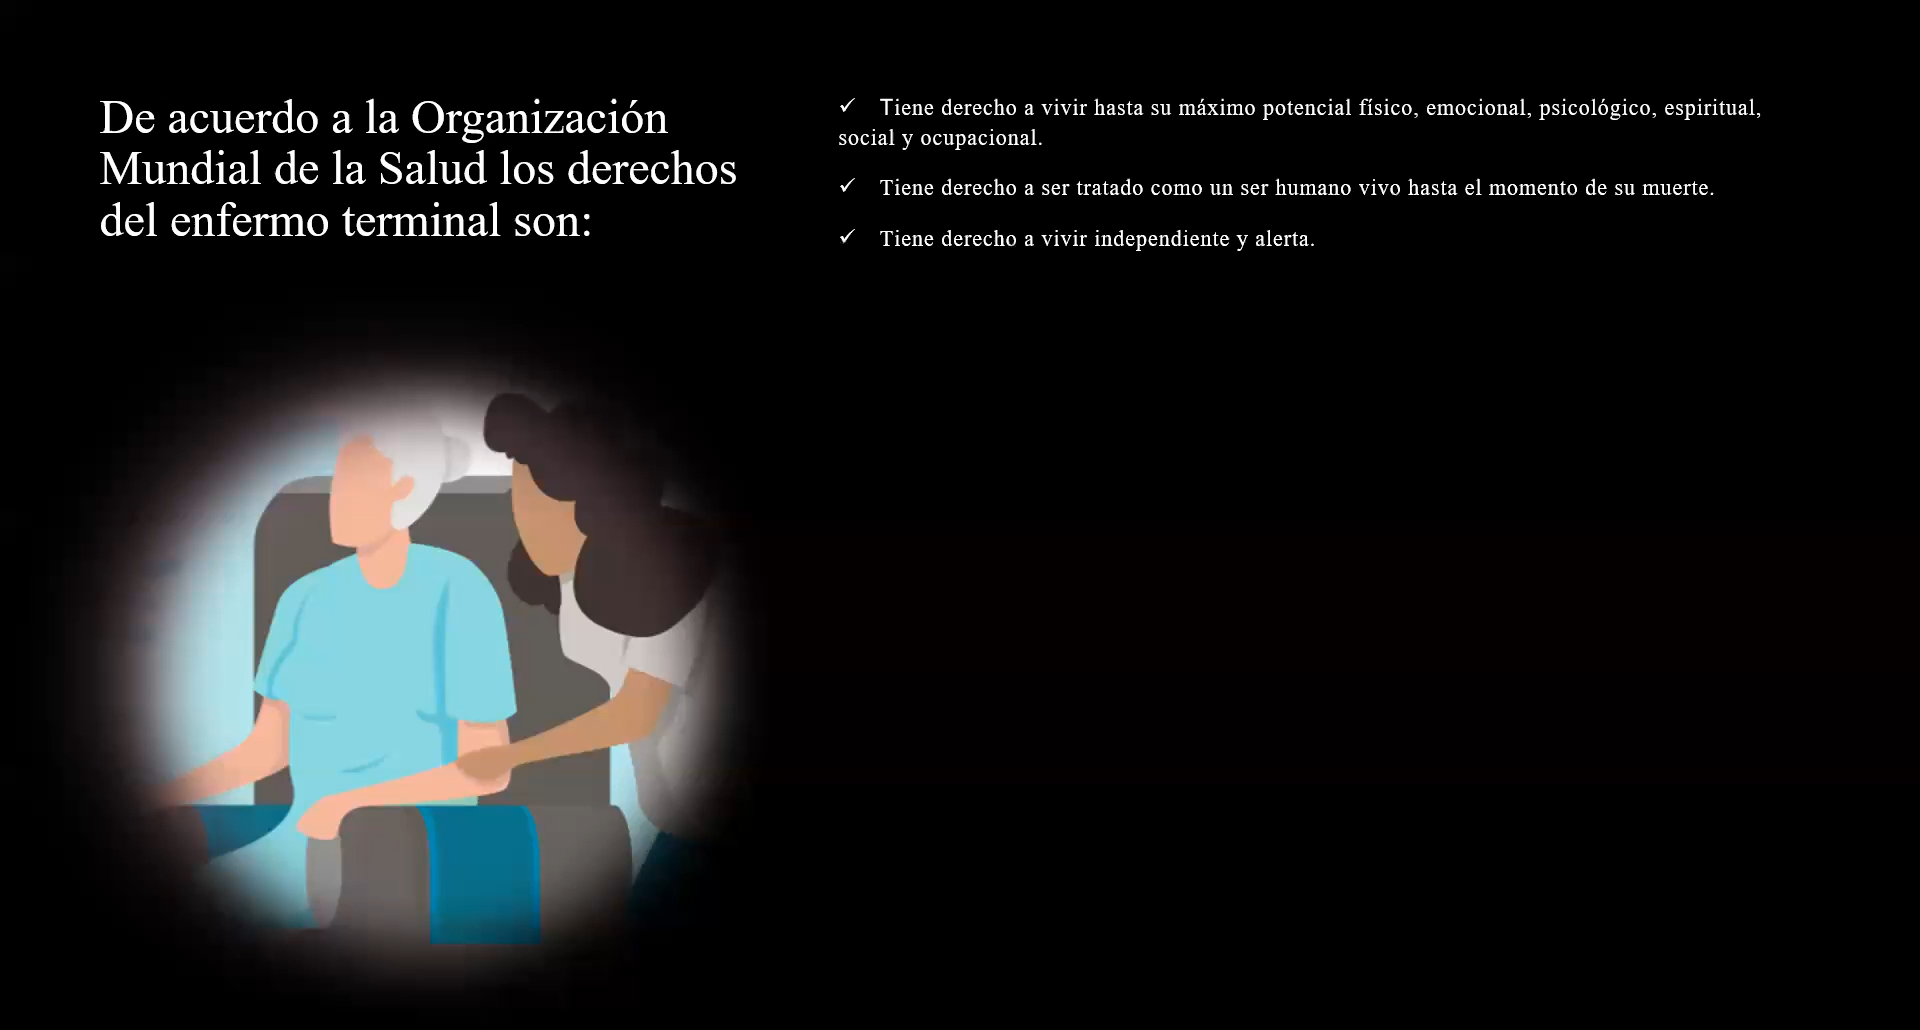 De acuerdo a la Organización
Mundial de la Salud los derechos
del enfermo terminal son:
✓ Tiene derecho a vivir hasta su máximo potencial físico, emocional, psicológico, espiritual,
social y ocupacional.
✓ Tiene derecho a ser tratado como un ser humano vivo hasta el momento de su muerte.
✓ Tiene derecho a vivir independiente y alerta.